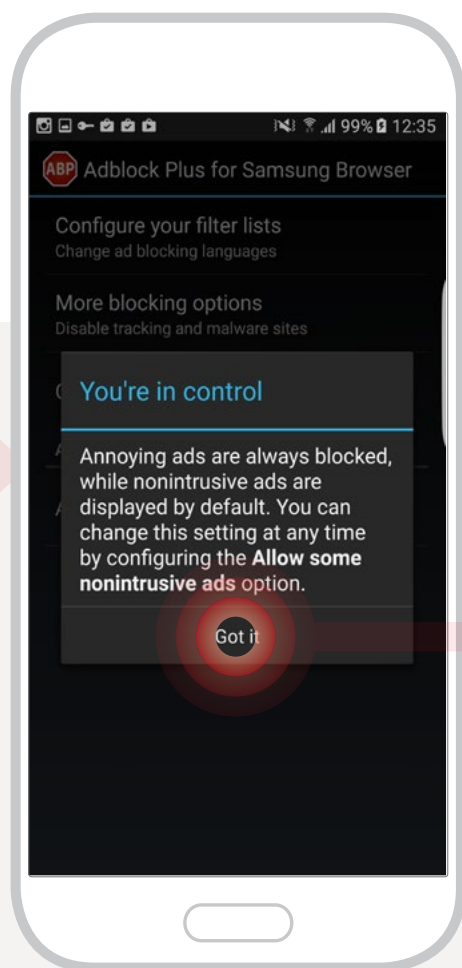 99% 12:35
ABP Adblock Plus for Samsung Browser
Configure your filter lists
Change ad blocking languages
More blocking options
Disable tracking and malware sites
You're in control
Annoying ads are always blocked,
while nonintrusive ads are
displayed by default. You can
change this setting at any time
by configuring the Allow some
nonintrusive ads option.
Got it